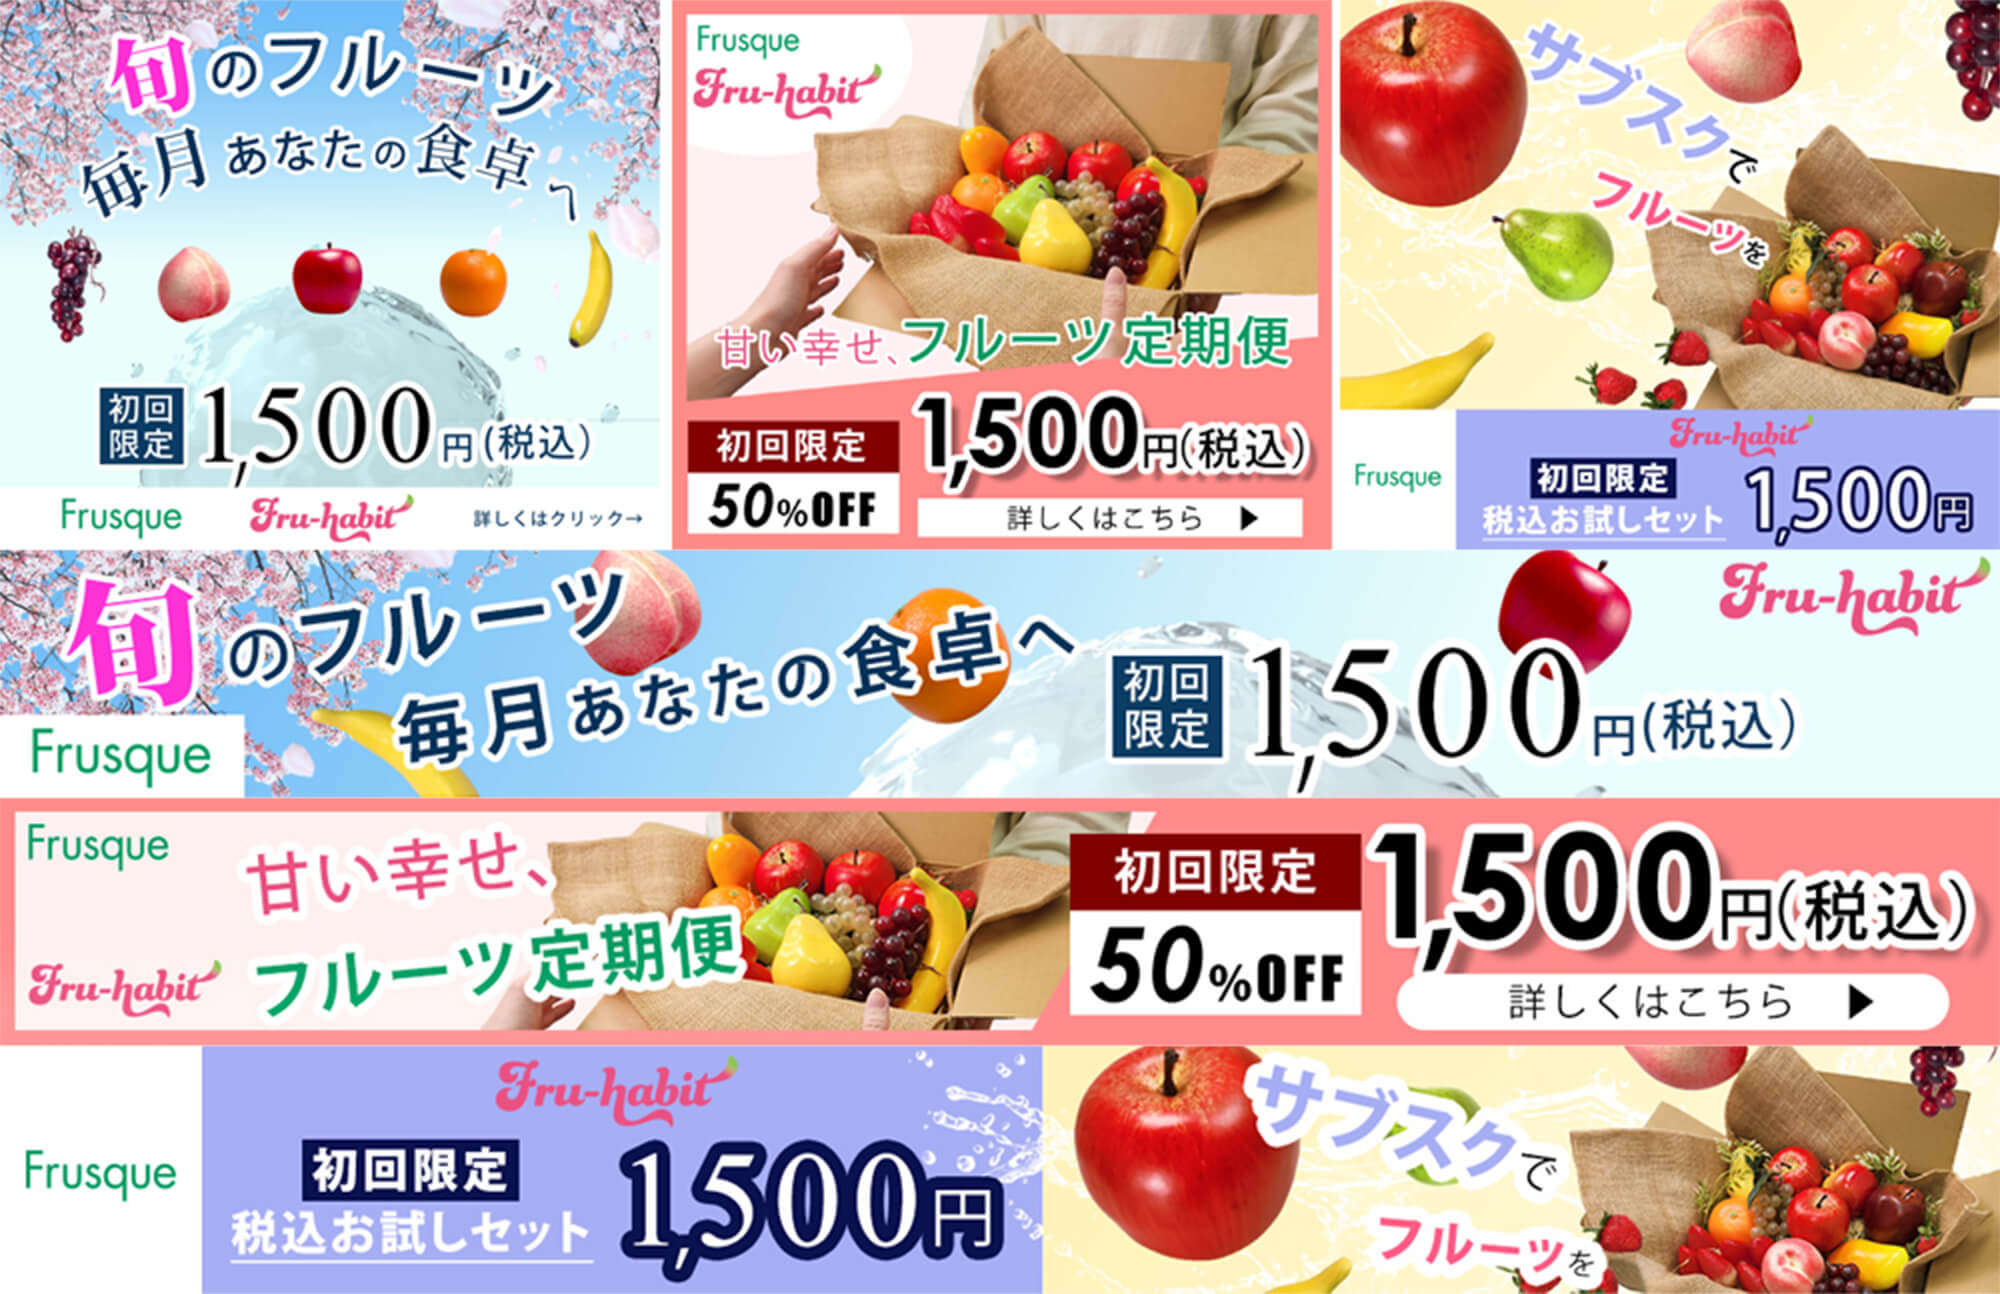 旬のフルーツ
毎月あなたの食卓へ
初回
限定
1,500円(税込)
Frusque
Fru-habit
詳しくはクリック→
Frusque
Fru-habit
甘い幸せ、フルーツ定期便
初回限定
50%OFF
1,500円(税込)
詳しくはこちら ▶
サブスクで
フルーツを
Frusque
Fru-habit
初回限定
税込お試しセット
1,500円
旬のフルーツ
毎月あなたの食卓へ
Frusque
初回
限定
1,500円(税込)
Fru-habit
Frusque
Fru-habit
甘い幸せ、
フルーツ定期便
初回限定
50%OFF
1,500円(税込)
詳しくはこちら ▶
Frusque
Fru-habit
初回限定
税込お試しセット
1,500円
サブスクで
フルーツを